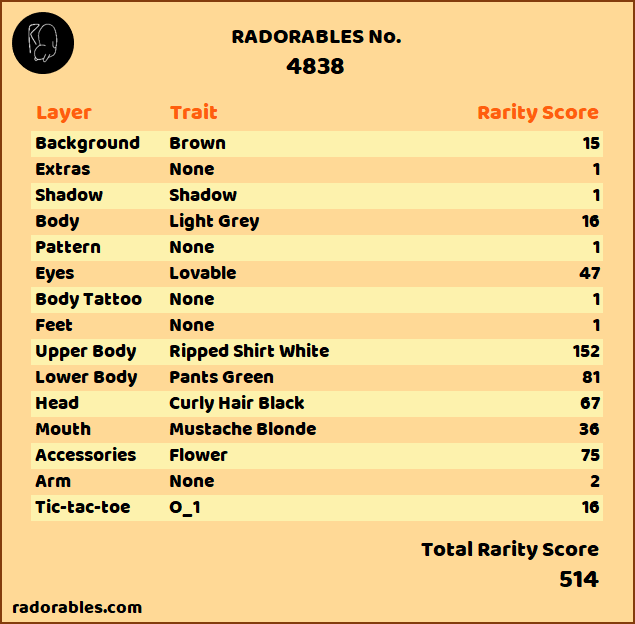 RADORABLES No.
4838
Layer Trait Rarity Score
Background Brown 15
Extras None 1
Shadow Shadow 1
Body Light Grey 16
Pattern None 1
Eyes Lovable 47
Body Tattoo None 1
Feet None 1
Upper Body Ripped Shirt White 152
Lower Body Pants Green 81
Head Curly Hair Black 67
Mouth Mustache Blonde 36
Accessories Flower 75
Arm None 2
Tic-tac-toe O_1 16
Total Rarity Score
514
radorables.com